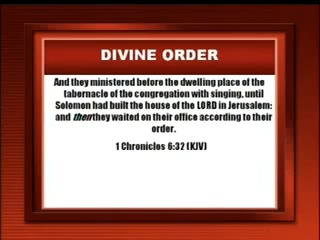 DIVINE ORDER
And they ministered before the dwelling place of the
tabernacle of the congregation with singing, until
Solomon had built the house of the LORD in Jerusalem:
and then they waited on their office according to their
order.
1 Chronicles 6:32 (KJV)